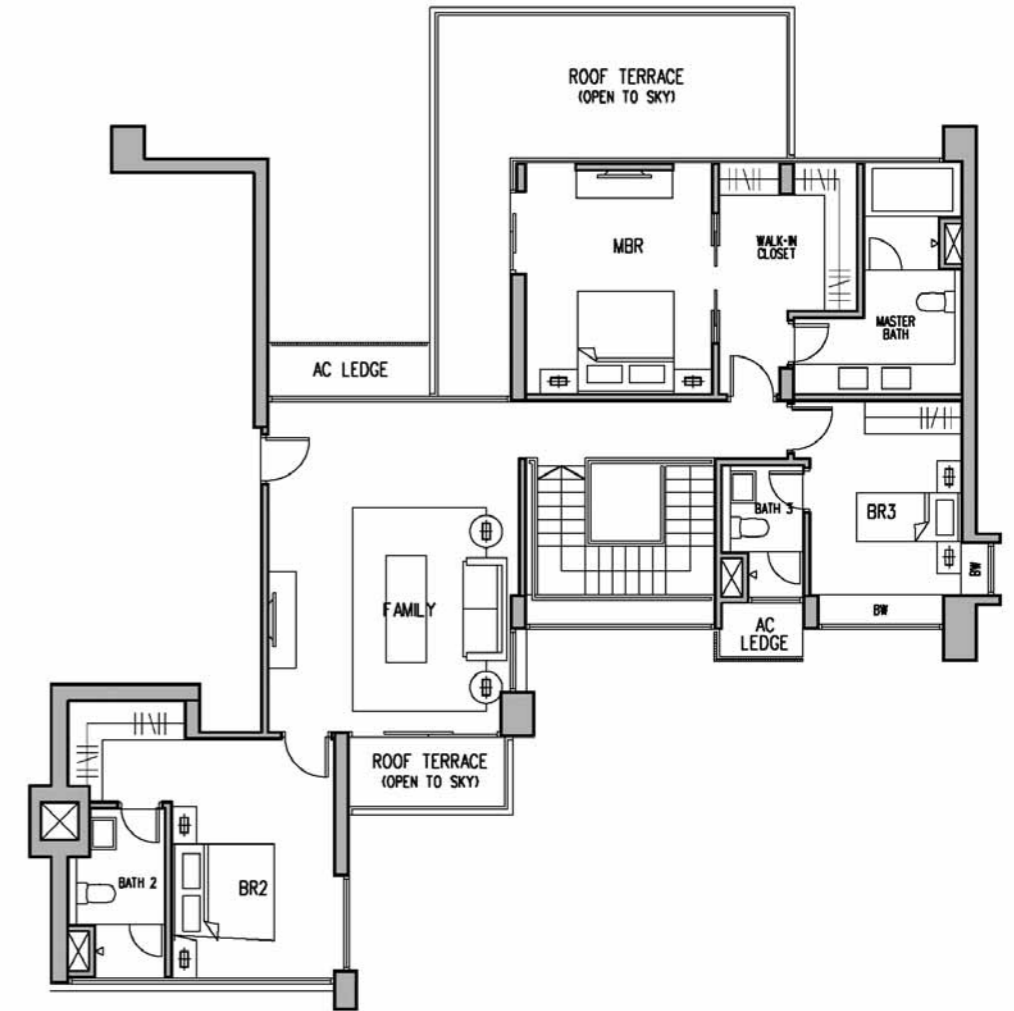 ROOF TERRACE
(OPEN TO SKY)
MBR
WALK-IN
CLOSET
MASTER
BATH
AC LEDGE
BATH 3
BR3
BW
BW
FAMILY
AC
LEDGE
ROOF TERRACE
(OPEN TO SKY)
BATH 2
BR2